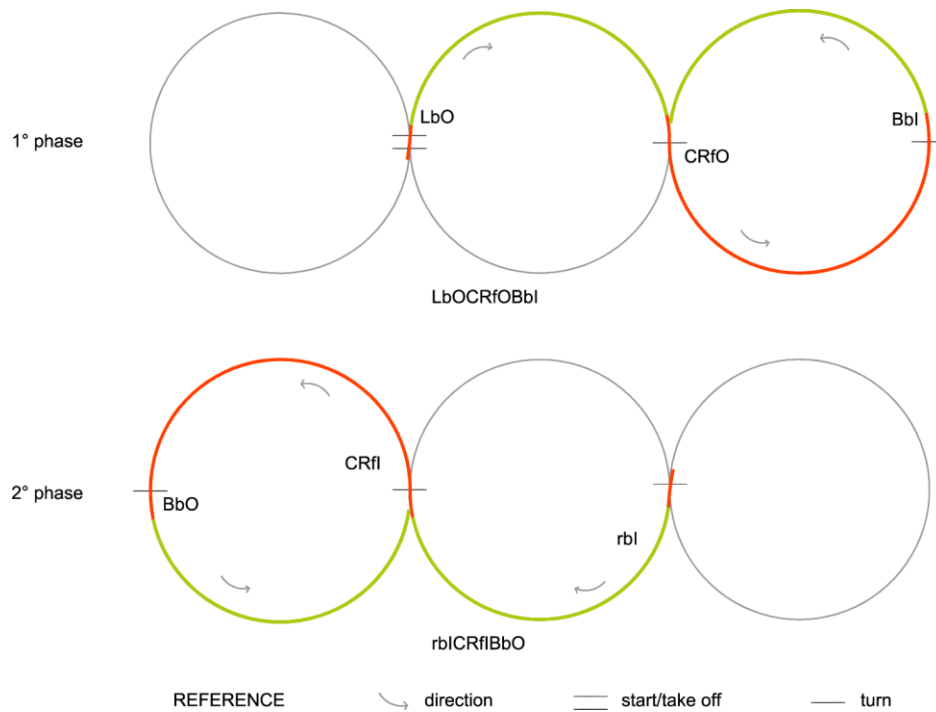 LbO
BbI
1° phase
CRfO
LbOCRfOBbI
CRfI
2° phase
BbO
rbI
rbICRfIBbO
REFERENCE direction start/take off turn